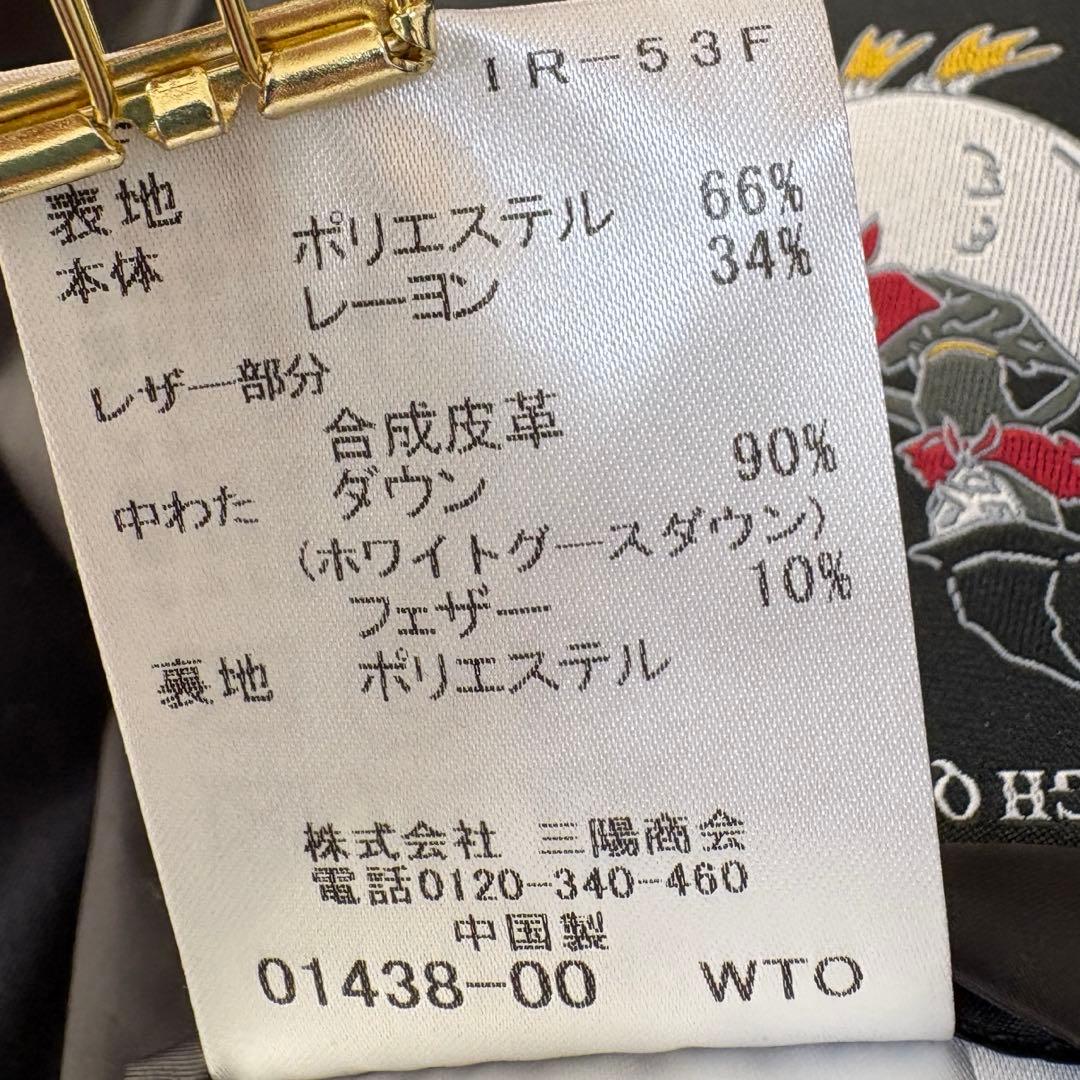 IR-53F
表地
本体 ポリエステル 66%
レーヨン 34%
レザー部分
合成皮革
中わた ダウン 90%
(ホワイトグースダウン)
フェザー 10%
裏地 ポリエステル
株式会社 三陽商会
電話0120-340-460
中国製
01438-00 WTO